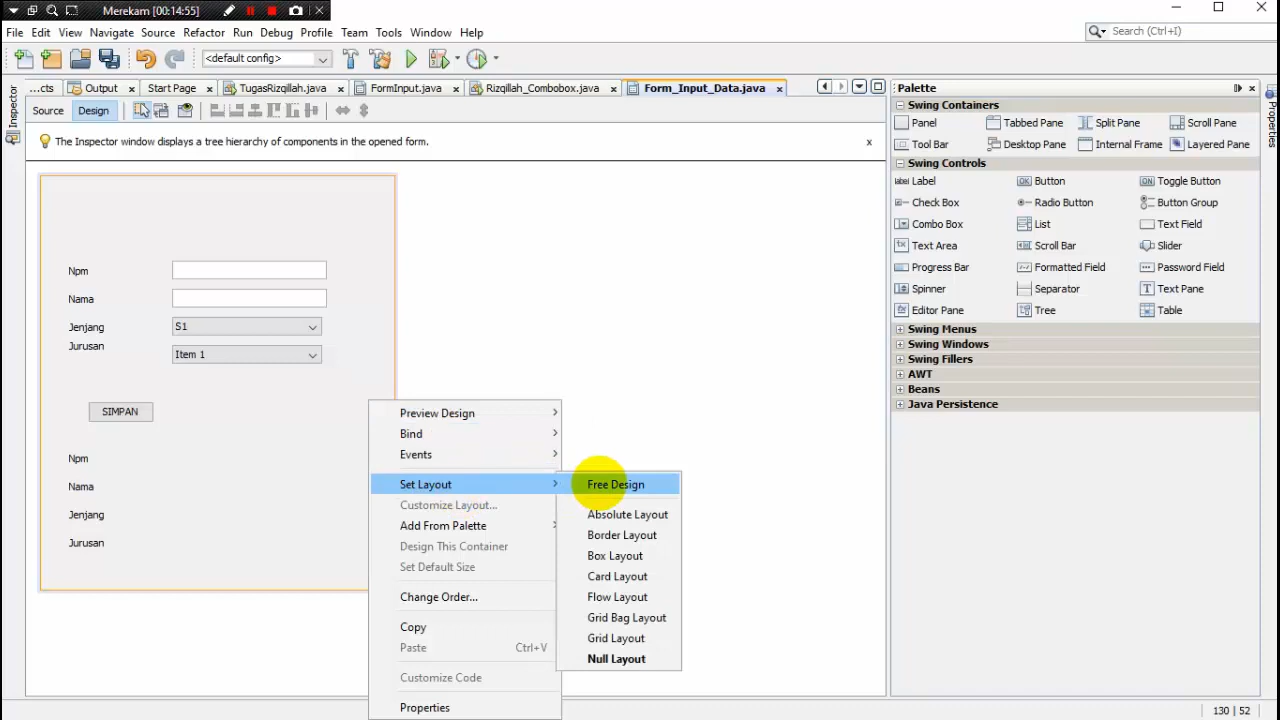 Merekam [00:14:55]
File Edit View Navigate Source Refactor Run Debug Profile Team Tools Window Help
Search (Ctrl+I)
<default config>
...cts Output x Start Page x TugasRizqillah.java x FormInput.java x Rizqillah_Combobox.java x Form_Input_Data.java x
Source Design
Inspector
The Inspector window displays a tree hierarchy of components in the opened form. x
Npm
Nama
Jenjang S1
Jurusan Item 1
SIMPAN
Npm
Nama
Jenjang
Jurusan
Preview Design
Bind
Events
Set Layout
Customize Layout...
Add From Palette
Design This Container
Set Default Size
Change Order...
Copy
Paste Ctrl+V
Customize Code
Properties
Free Design
Absolute Layout
Border Layout
Box Layout
Card Layout
Flow Layout
Grid Bag Layout
Grid Layout
Null Layout
Palette
Swing Containers
Panel Tabbed Pane Split Pane Scroll Pane
Tool Bar Desktop Pane Internal Frame Layered Pane
Swing Controls
label Label OK Button ON Toggle Button
Check Box Radio Button Button Group
Combo Box List Text Field
Text Area Scroll Bar Slider
Progress Bar Formatted Field Password Field
Spinner Separator Text Pane
Editor Pane Tree Table
Swing Menus
Swing Windows
Swing Fillers
AWT
Beans
Java Persistence
Properties
130 | 52